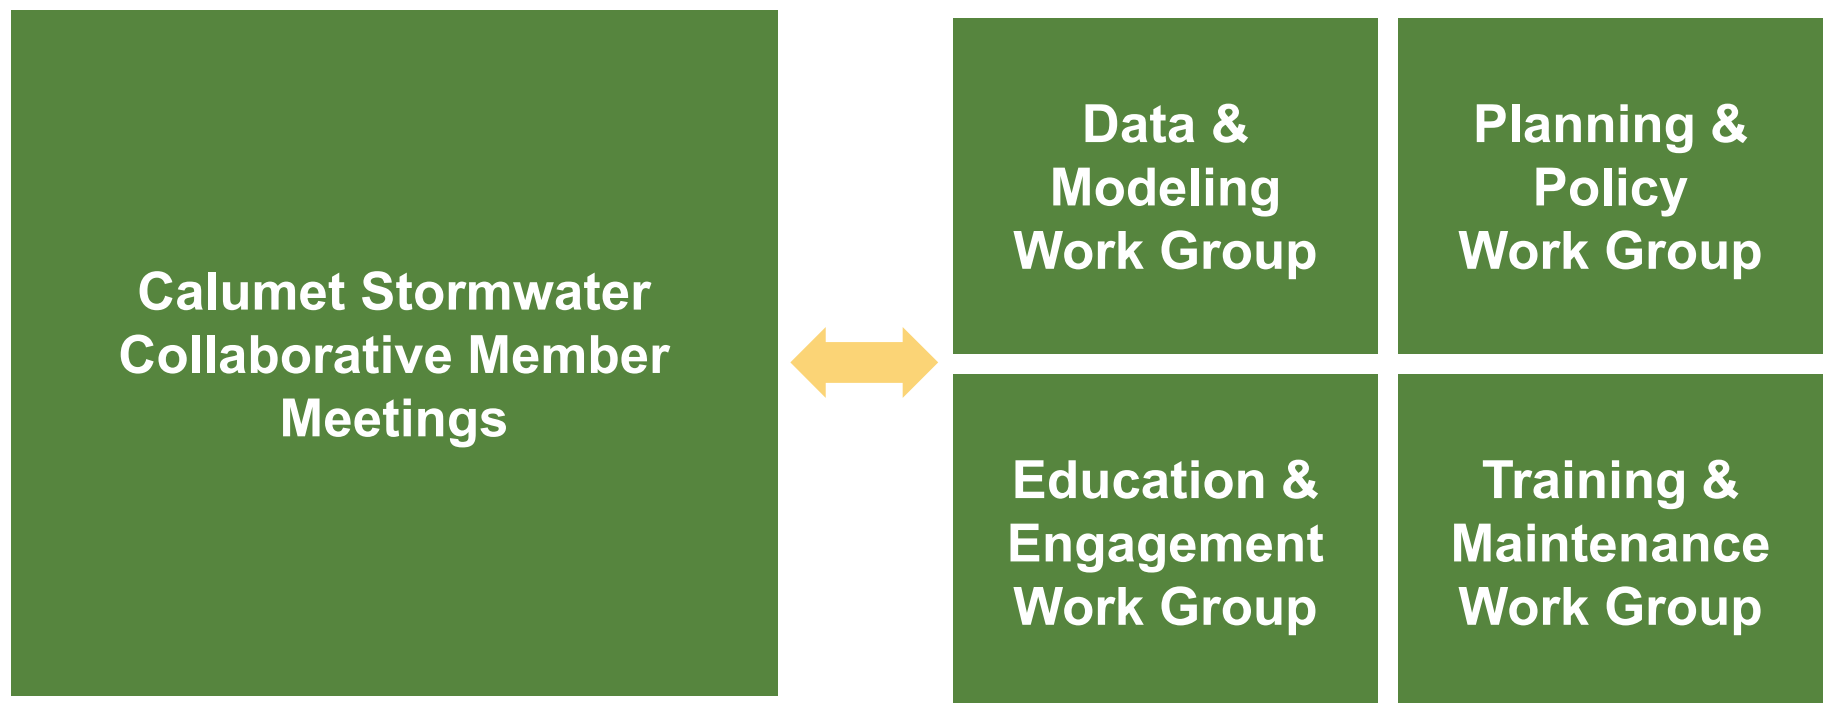 Calumet Stormwater
Collaborative Member
Meetings
Data &
Modeling
Work Group
Planning &
Policy
Work Group
Education &
Engagement
Work Group
Training &
Maintenance
Work Group